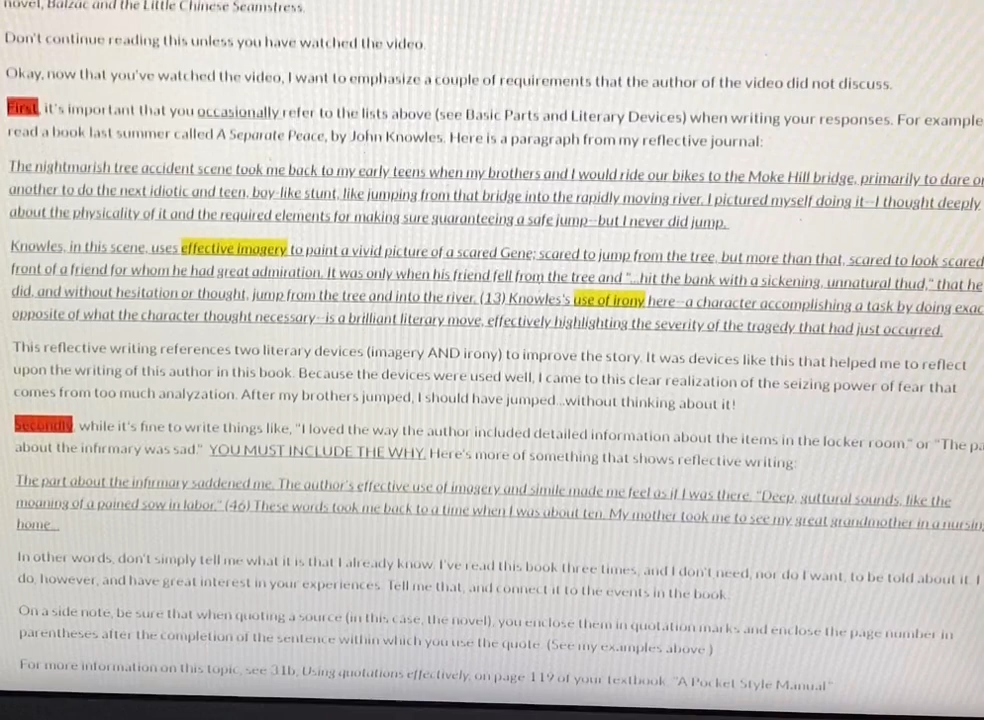 novel, Balzac and the Little Chinese Seamstress.
Don't continue reading this unless you have watched the video.
Okay, now that you've watched the video, I want to emphasize a couple of requirements that the author of the video did not discuss.
First, it's important that you occasionally refer to the lists above (see Basic Parts and Literary Devices) when writing your responses. For example
read a book last summer called A Separate Peace, by John Knowles. Here is a paragraph from my reflective journal:
The nightmarish tree accident scene took me back to my early teens when my brothers and I would ride our bikes to the Moke Hill bridge, primarily to dare
another to do the next idiotic and teen, boy-like stunt, like jumping from that bridge into the rapidly moving river. I pictured myself doing it--I thought deeply
about the physicality of it and the required elements for making sure guaranteeing a safe jump--but I never did jump.
Knowles, in this scene, uses effective imagery to paint a vivid picture of a scared Gene; scared to jump from the tree, but more than that, scared to look scared
front of a friend for whom he had great admiration. It was only when his friend fell from the tree and "...hit the bank with a sickening, unnatural thud," that he
did, and without hesitation or thought, jump from the tree and into the river. (13) Knowles's use of irony here--a character accomplishing a task by doing
opposite of what the character thought necessary--is a brilliant literary move, effectively highlighting the severity of the tragedy that had just occurred.
This reflective writing references two literary devices (imagery AND irony) to improve the story. It was devices like this that helped me to reflect
upon the writing of this author in this book. Because the devices were used well, I came to this clear realization of the seizing power of fear that
comes from too much analyzation. After my brothers jumped, I should have jumped...without thinking about it!
Secondly, while it's fine to write things like, "I loved the way the author included detailed information about the items in the locker room." or "The
about the infirmary was sad." YOU MUST INCLUDE THE WHY. Here's more of something that shows reflective writing:
The part about the infirmary saddened me. The author's effective use of imagery and simile made me feel as if I was there. "Deep, guttural sounds, like the
moaning of a pained sow in labor." (46) These words took me back to a time when I was about ten. My mother took me to see my great grandmother in a
home...
In other words, don't simply tell me what it is that I already know. I've read this book three times, and I don't need, nor do I want, to be told about it. I
do, however, and have great interest in your experiences. Tell me that, and connect it to the events in the book.
On a side note, be sure that when quoting a source (in this case, the novel), you enclose them in quotation marks and enclose the page number in
parentheses after the completion of the sentence within which you use the quote. (See my examples above.)
For more information on this topic, see 31b, Using quotations effectively, on page 119 of your textbook, "A Pocket Style Manual"